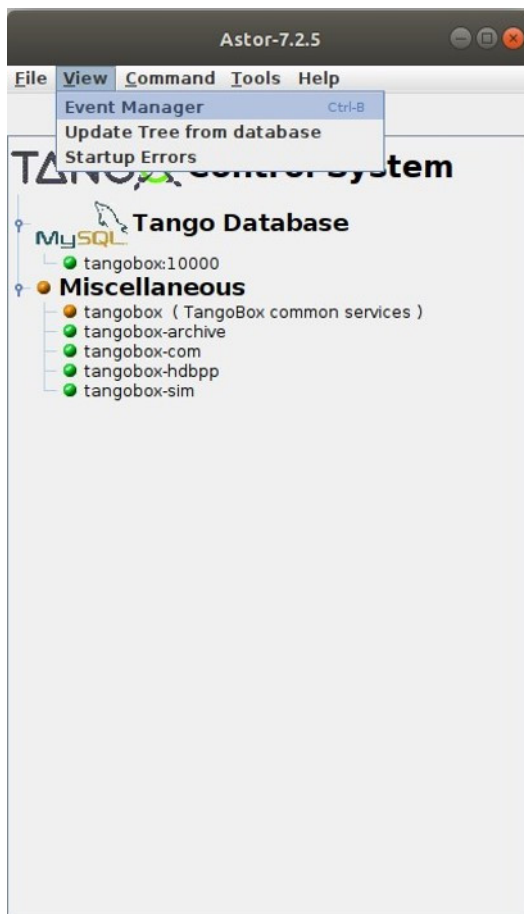 Astor-7.2.5
File View Command Tools Help
Event Manager Ctrl-B
Update Tree from database
Startup Errors
Control System
MySQL Tango Database
tangobox:10000
Miscellaneous
tangobox ( TangoBox common services )
tangobox-archive
tangobox-com
tangobox-hdbpp
tangobox-sim